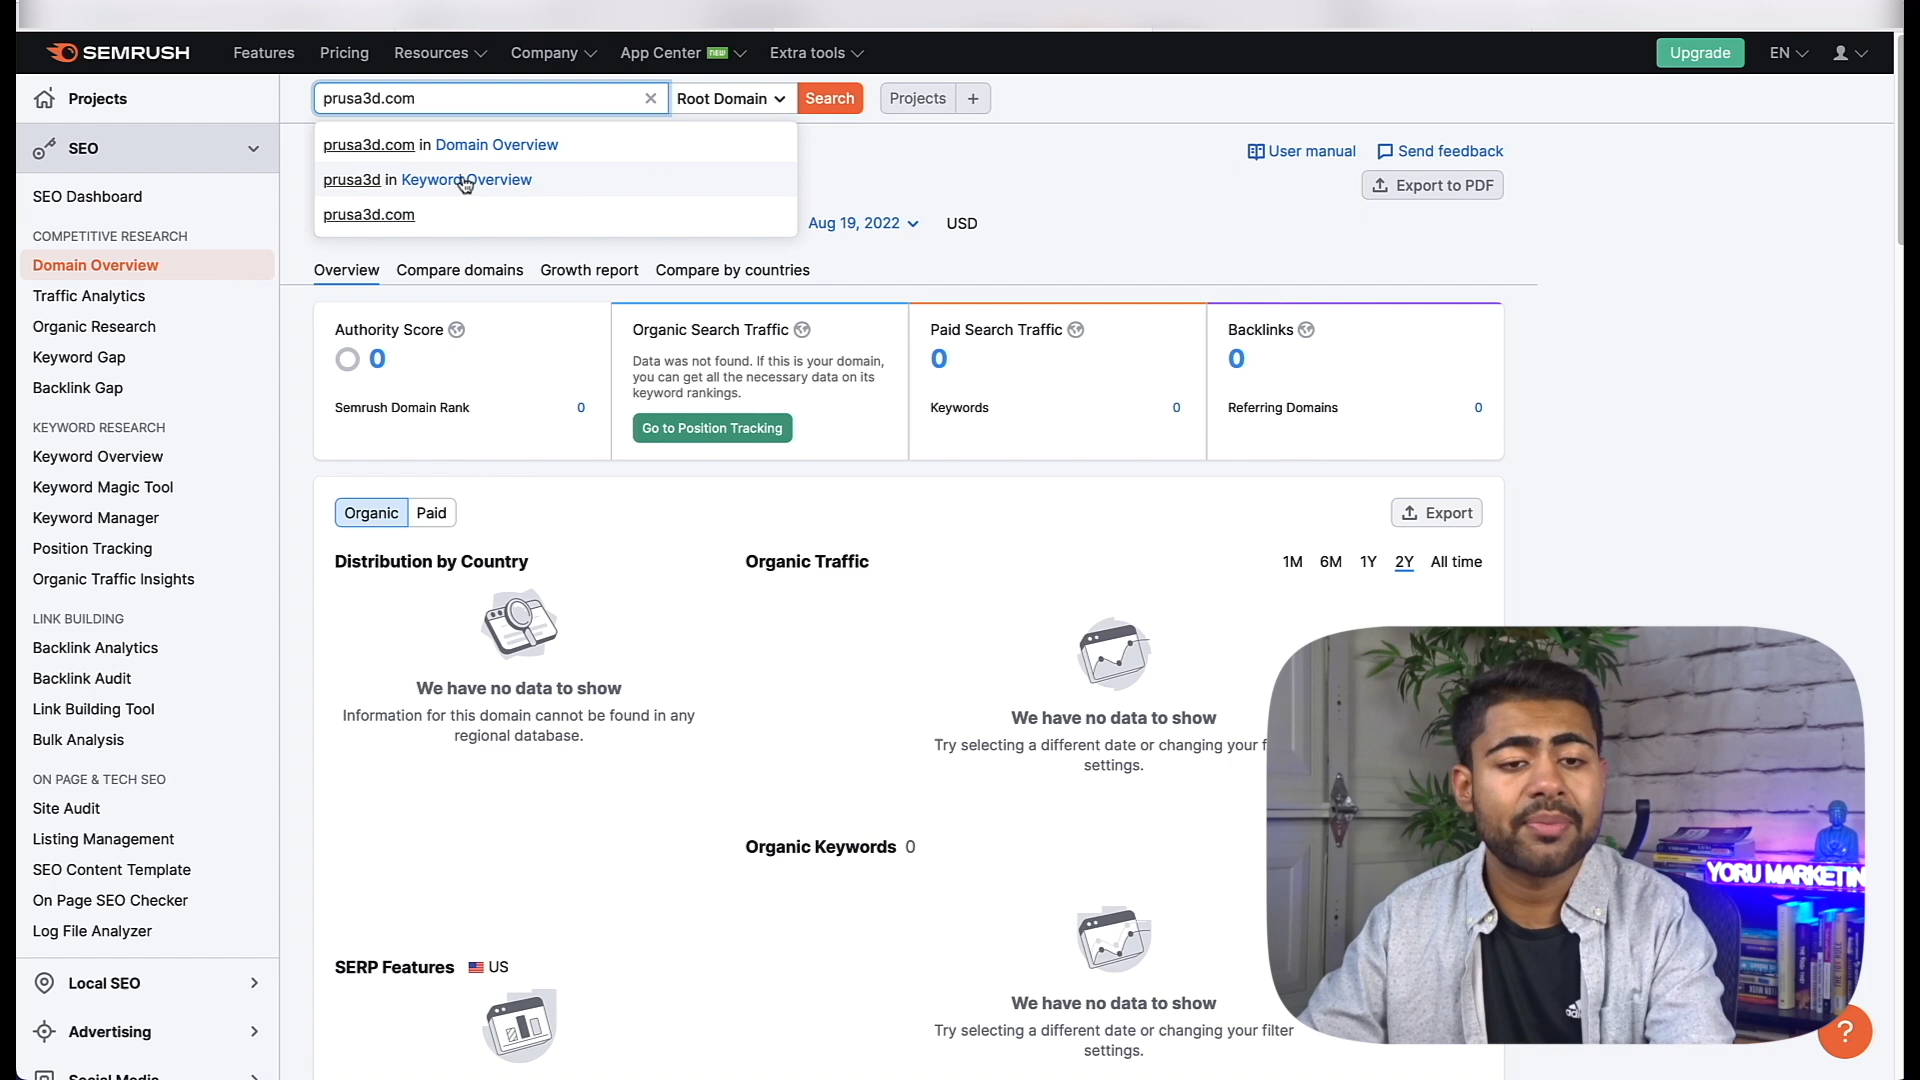 SEMRUSH
Features
Pricing
Resources
Company
App Center NEW
Extra tools
Upgrade
EN
Projects
prusa3d.com
Root Domain
Search
Projects
+
SEO
prusa3d.com in Domain Overview
prusa3d in Keyword Overview
prusa3d.com
User manual
Send feedback
Export to PDF
Aug 19, 2022
USD
SEO Dashboard
COMPETITIVE RESEARCH
Domain Overview
Traffic Analytics
Organic Research
Keyword Gap
Backlink Gap
KEYWORD RESEARCH
Keyword Overview
Keyword Magic Tool
Keyword Manager
Position Tracking
Organic Traffic Insights
LINK BUILDING
Backlink Analytics
Backlink Audit
Link Building Tool
Bulk Analysis
ON PAGE & TECH SEO
Site Audit
Listing Management
SEO Content Template
On Page SEO Checker
Log File Analyzer
Local SEO
Advertising
Social Media
Overview
Compare domains
Growth report
Compare by countries
Authority Score
0
Semrush Domain Rank 0
Organic Search Traffic
Data was not found. If this is your domain,
you can get all the necessary data on its
keyword rankings.
Go to Position Tracking
Paid Search Traffic
0
Keywords 0
Backlinks
0
Referring Domains 0
Organic
Paid
Export
Distribution by Country
We have no data to show
Information for this domain cannot be found in any
regional database.
Organic Traffic
1M 6M 1Y 2Y All time
We have no data to show
Try selecting a different date or changing your f
settings.
Organic Keywords 0
We have no data to show
Try selecting a different date or changing your filter
settings.
SERP Features
US
YORU MARKETIN
adidas
?